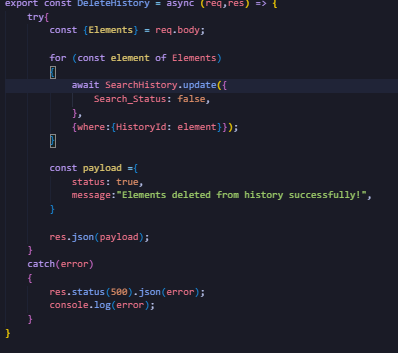 export const DeleteHistory = async (req,res) => {
try{
const {Elements} = req.body;
for (const element of Elements)
{
await SearchHistory.update({
Search_Status: false,
},
{where:{HistoryId: element}});
}
const payload ={
status: true,
message:"Elements deleted from history successfully!",
}
res.json(payload);
}
catch(error)
{
res.status(500).json(error);
console.log(error);
}
}